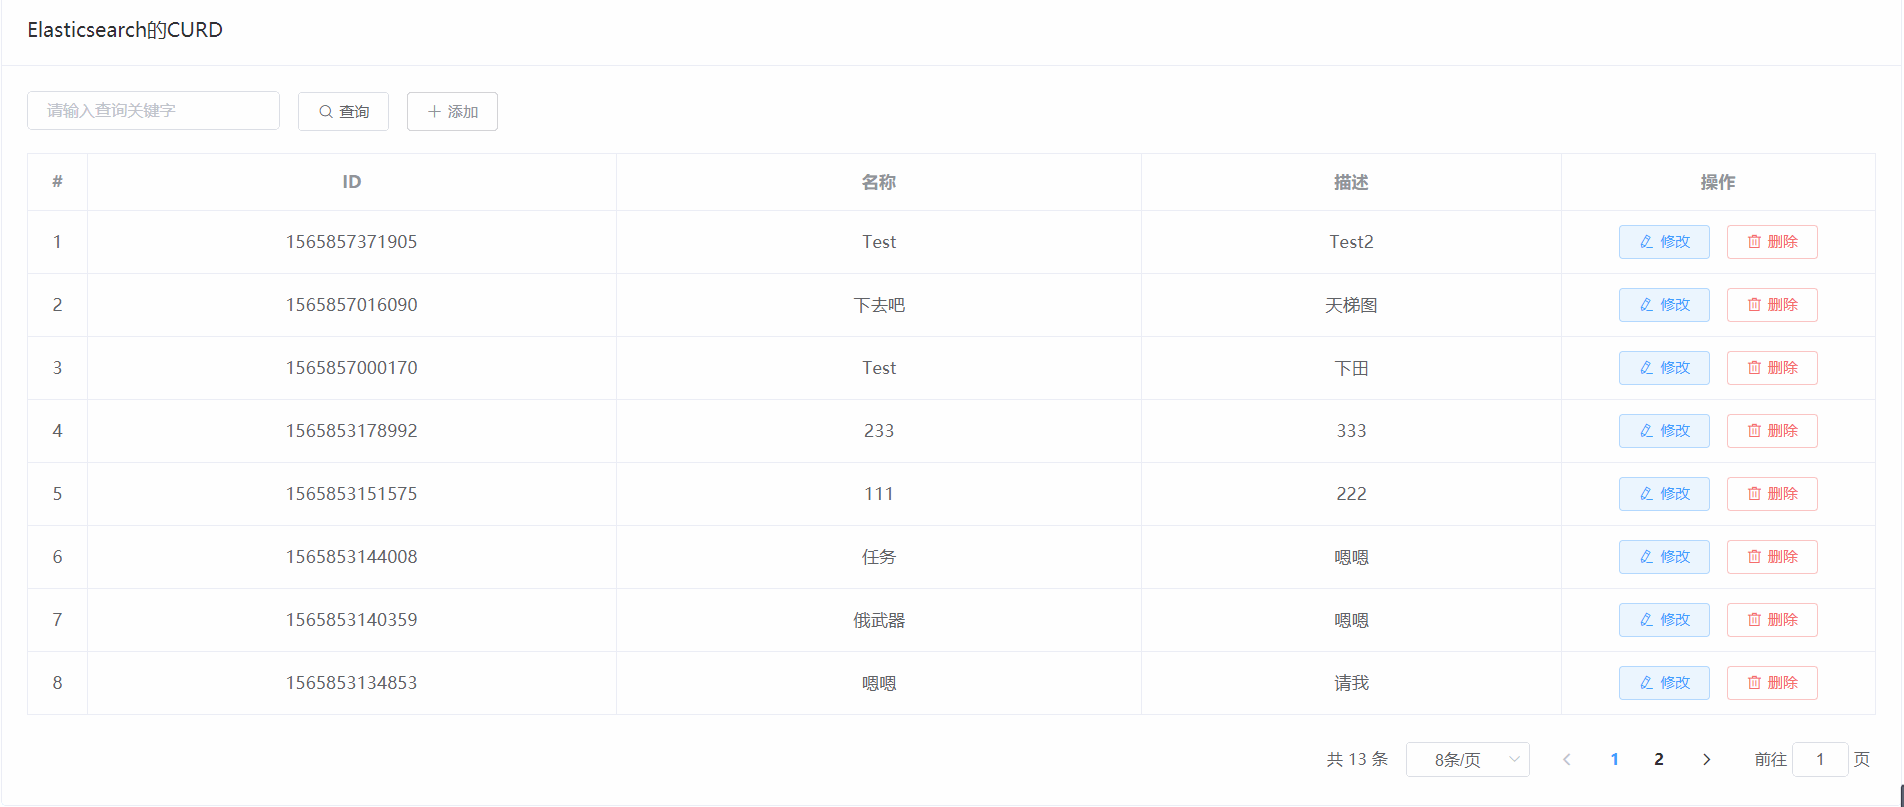 Elasticsearch的CURD
请输入查询关键字 查询 添加
# ID 名称 描述 操作
1 1565857371905 Test Test2 修改 删除
2 1565857016090 下去吧 天梯图 修改 删除
3 1565857000170 Test 下田 修改 删除
4 1565853178992 233 333 修改 删除
5 1565853151575 111 222 修改 删除
6 1565853144008 任务 嗯嗯 修改 删除
7 1565853140359 俄武器 嗯嗯 修改 删除
8 1565853134853 嗯嗯 请我 修改 删除
共 13 条 8条/页 1 2 前往 1 页